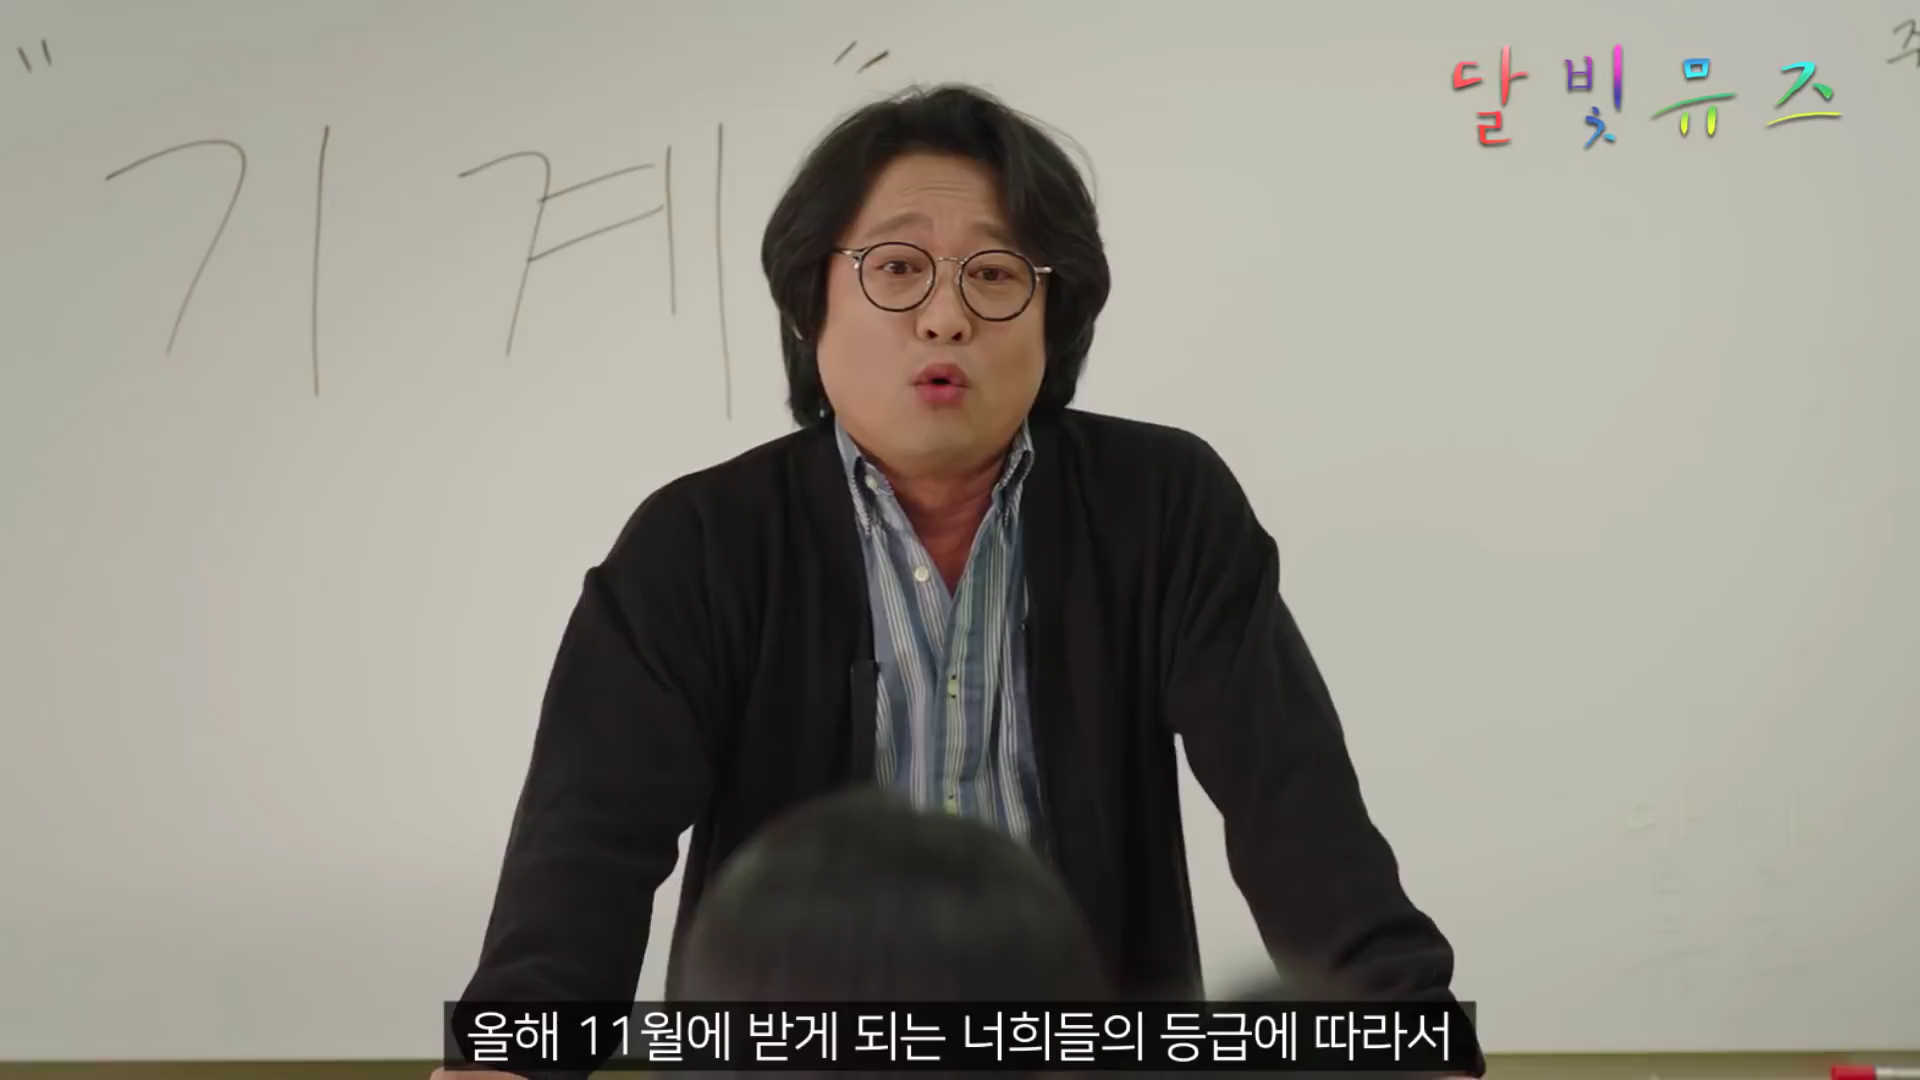 " 기계 "
달빛뮤즈
올해 11월에 받게 되는 너희들의 등급에 따라서